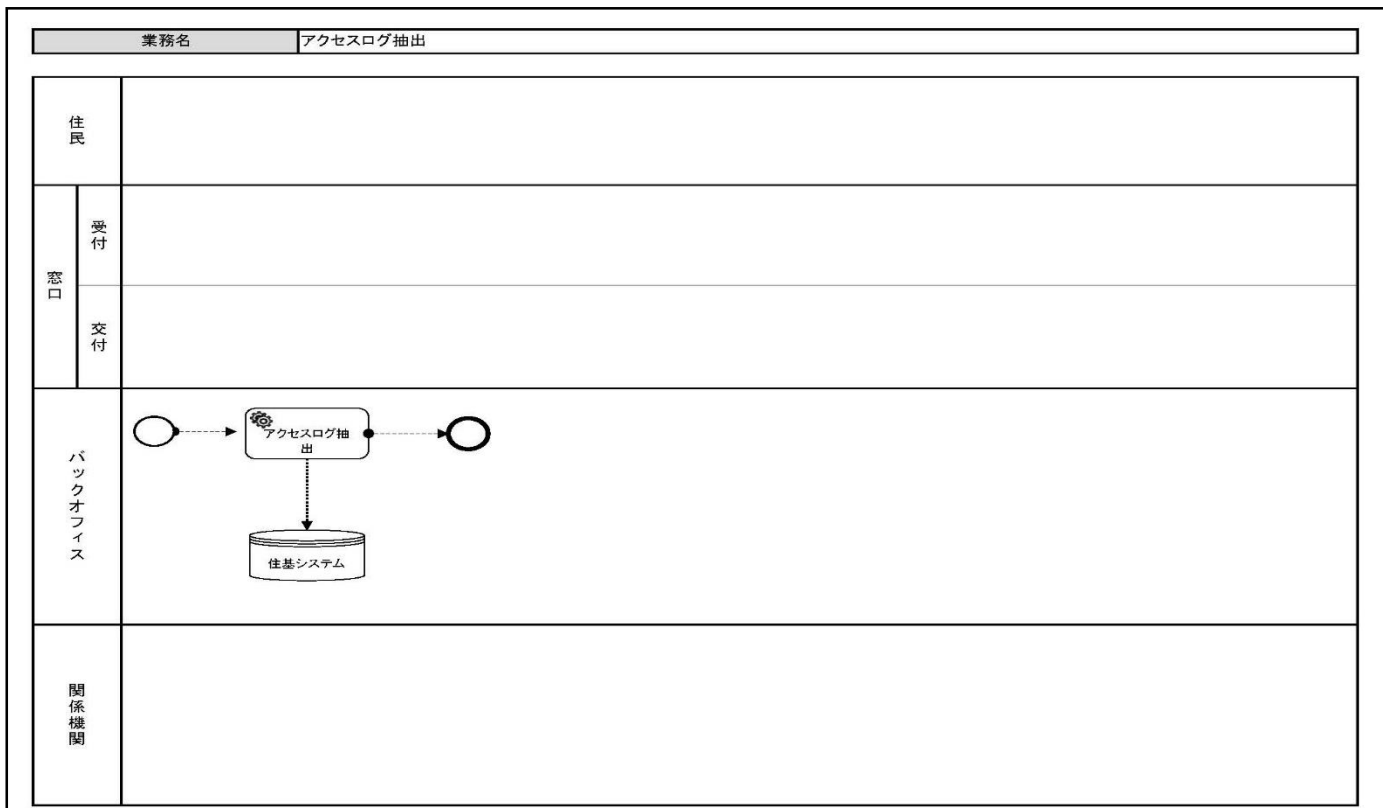 業務名
アクセスログ抽出
住民
窓口
受付
交付
バックオフィス
アクセスログ抽
出
住基システム
関係機関